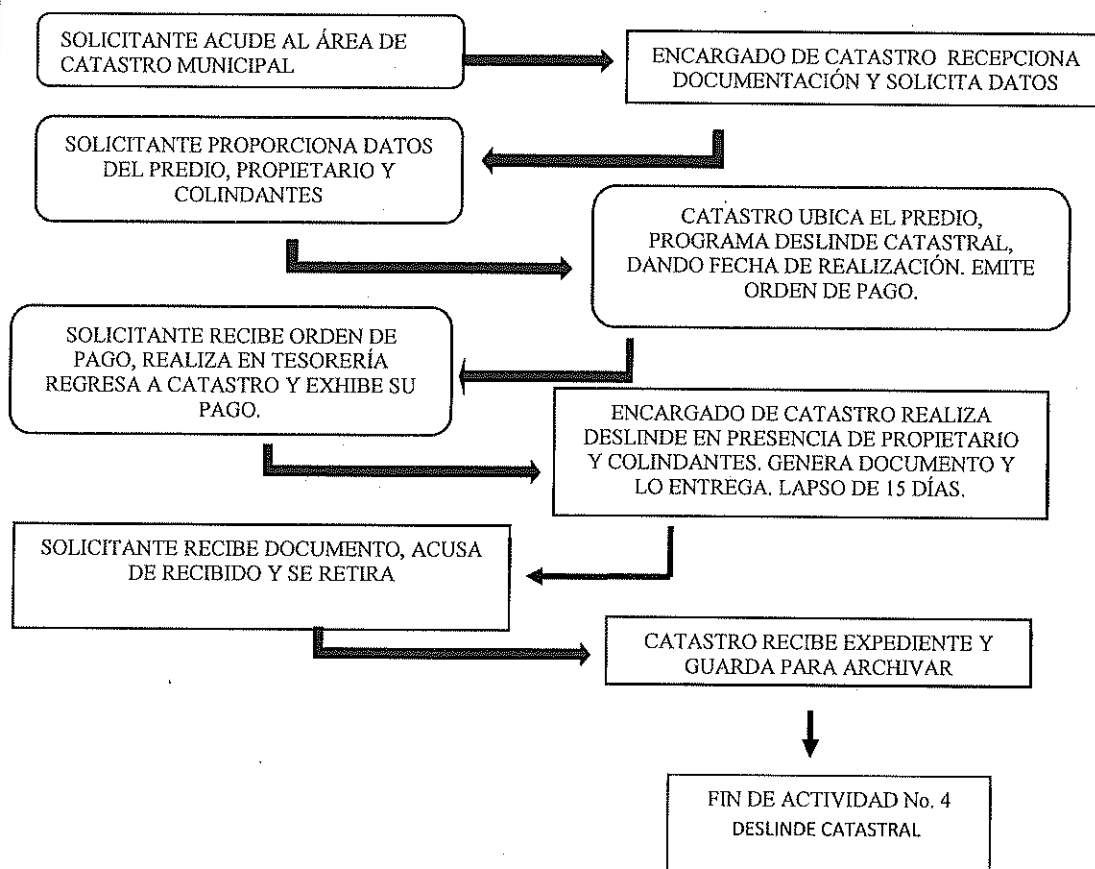 SOLICITANTE ACUDE AL ÁREA DE
CATASTRO MUNICIPAL
ENCARGADO DE CATASTRO RECEPCIONA
DOCUMENTACIÓN Y SOLICITA DATOS
SOLICITANTE PROPORCIONA DATOS
DEL PREDIO, PROPIETARIO Y
COLINDANTES
CATASTRO UBICA EL PREDIO,
PROGRAMA DESLINDE CATASTRAL,
DANDO FECHA DE REALIZACIÓN. EMITE
ORDEN DE PAGO.
SOLICITANTE RECIBE ORDEN DE
PAGO, REALIZA EN TESORERÍA
REGRESA A CATASTRO Y EXHIBE SU
PAGO.
ENCARGADO DE CATASTRO REALIZA
DESLINDE EN PRESENCIA DE PROPIETARIO
Y COLINDANTES. GENERA DOCUMENTO Y
LO ENTREGA. LAPSO DE 15 DÍAS.
SOLICITANTE RECIBE DOCUMENTO, ACUSA
DE RECIBIDO Y SE RETIRA
CATASTRO RECIBE EXPEDIENTE Y
GUARDA PARA ARCHIVAR
FIN DE ACTIVIDAD No. 4
DESLINDE CATASTRAL